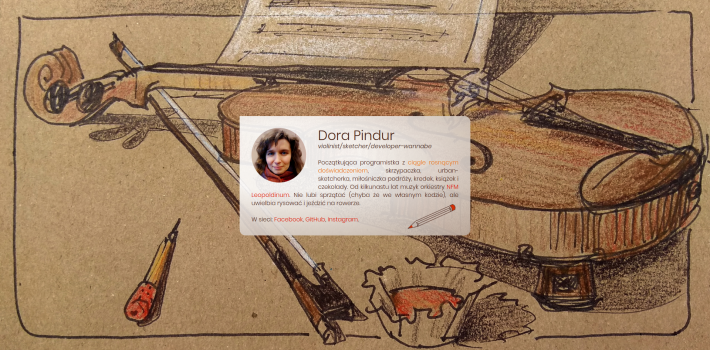 Dora Pindur
violinist/sketcher/developer-wannabe
Początkująca programistka z ciągle rosnącym
doświadczeniem, skrzypaczka, urban-
sketcherka, miłośniczka podróży, kredek, książek i
czekolady. Od kilkunastu lat muzyk orkiestry NFM
Leopoldinum. Nie lubi sprzątać (chyba że we własnym kodzie), ale
uwielbia rysować i jeździć na rowerze.
W sieci: Facebook, GitHub, Instagram.